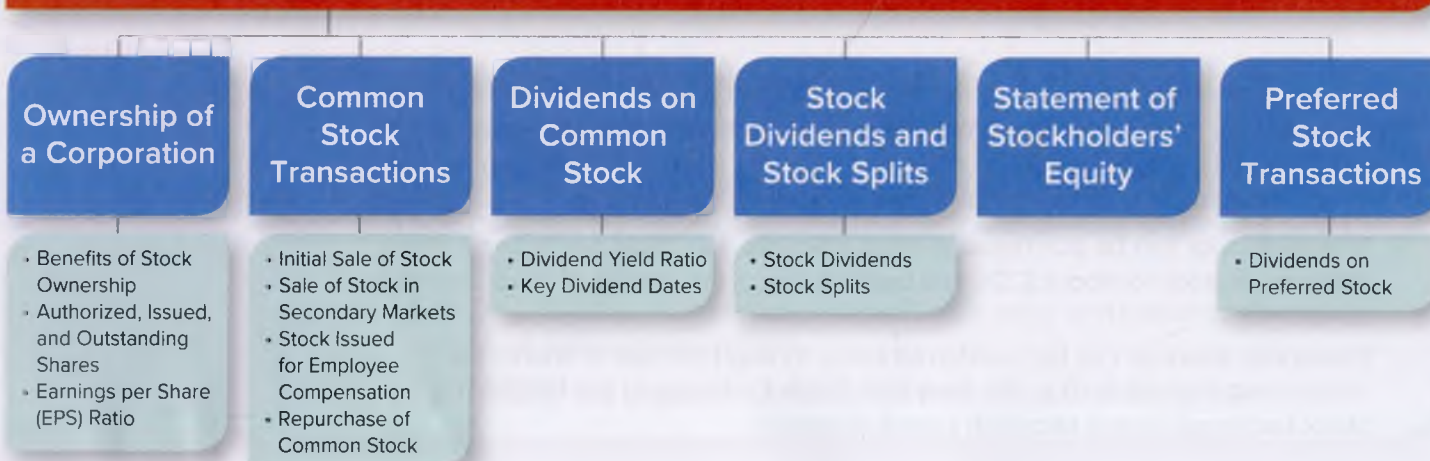 Ownership of
a Corporation
Common
Stock
Transactions
Dividends on
Common
Stock
Stock
Dividends and
Stock Splits
Statement of
Stockholders'
Equity
Preferred
Stock
Transactions
• Benefits of Stock
Ownership
• Authorized, Issued,
and Outstanding
Shares
• Earnings per Share
(EPS) Ratio
• Initial Sale of Stock
• Sale of Stock in
Secondary Markets
• Stock Issued
for Employee
Compensation
• Repurchase of
Common Stock
• Dividend Yield Ratio
• Key Dividend Dates
• Stock Dividends
• Stock Splits
• Dividends on
Preferred Stock